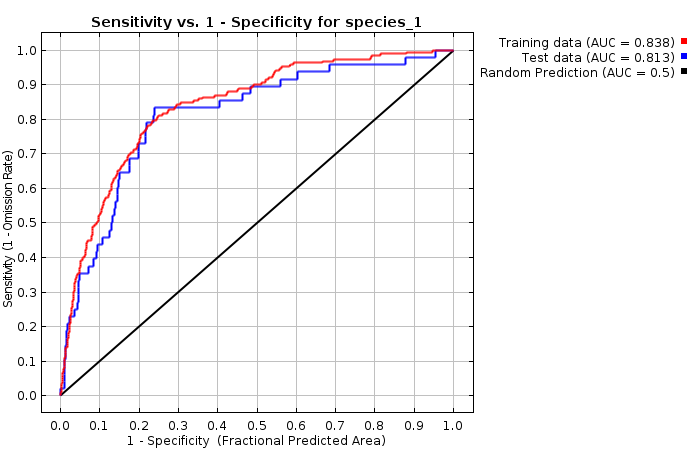 Sensitivity vs. 1 - Specificity for species_1
Training data (AUC = 0.838)
Test data (AUC = 0.813)
Random Prediction (AUC = 0.5)
Sensitivity (1 - Omission Rate)
1.0
0.9
0.8
0.7
0.6
0.5
0.4
0.3
0.2
0.1
0.0
0.0 0.1 0.2 0.3 0.4 0.5 0.6 0.7 0.8 0.9 1.0
1 - Specificity (Fractional Predicted Area)